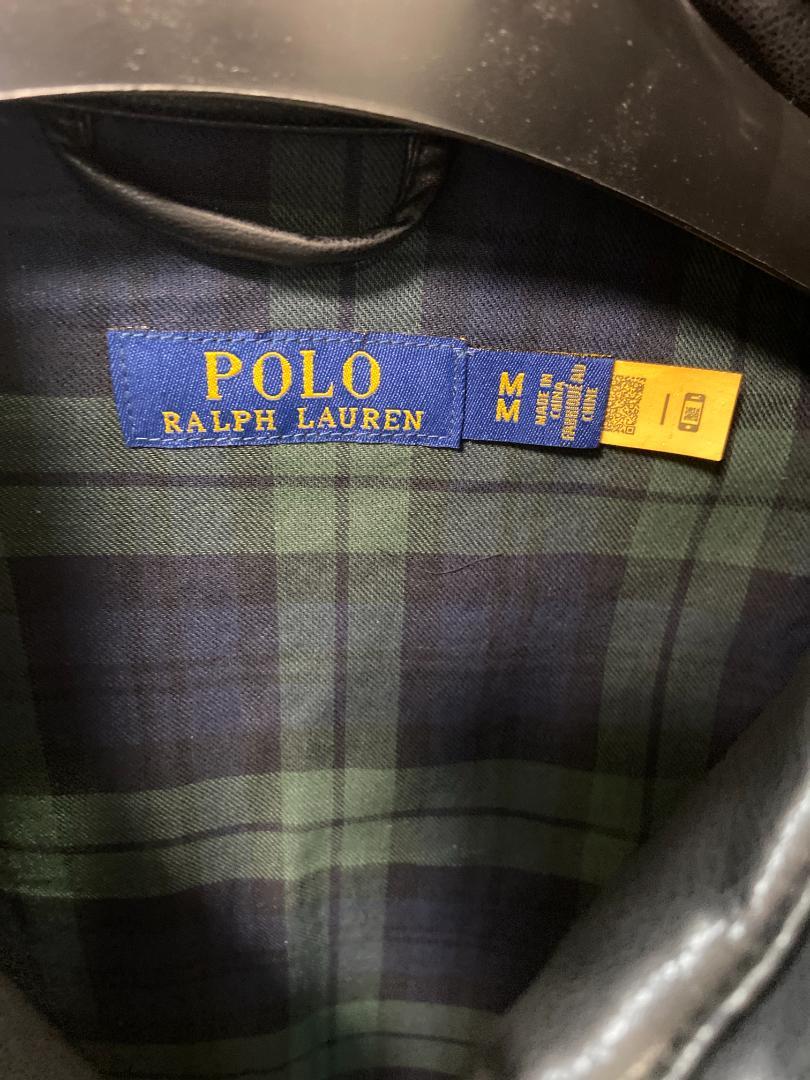 POLO
RALPH LAUREN
M
M
MADE IN
CHINA
FABRIQUÉ AU
CHINE